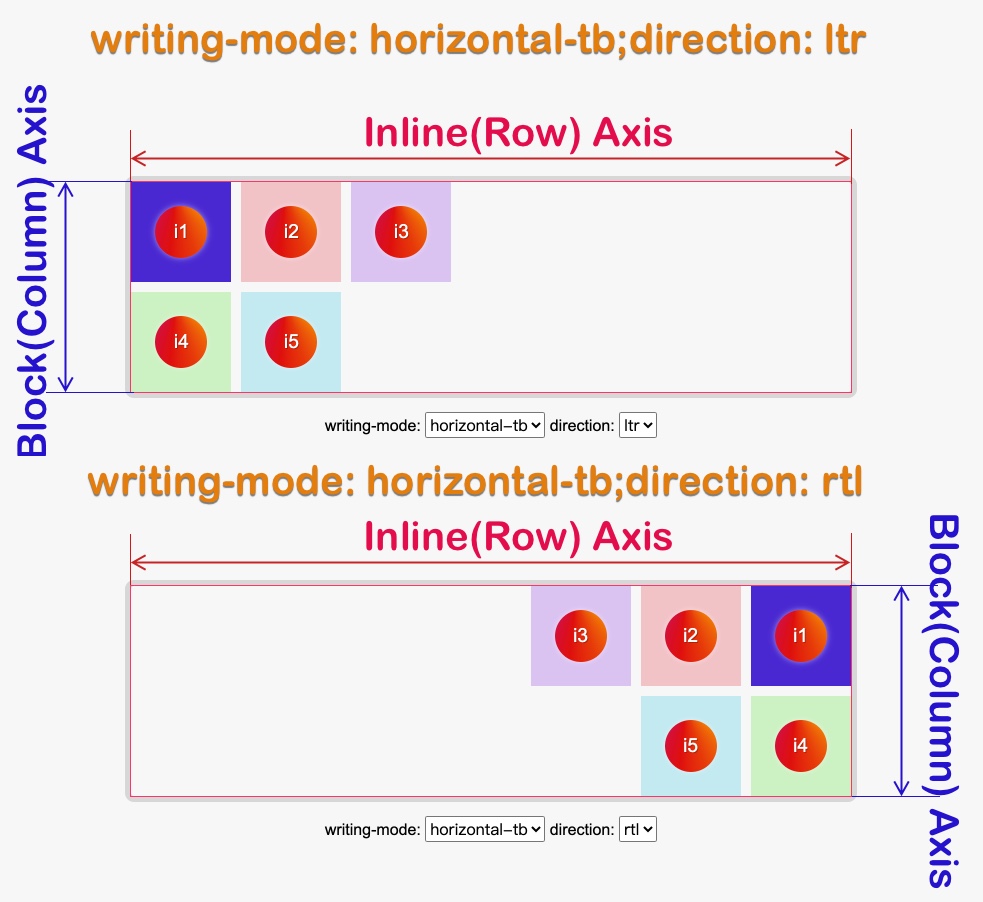 writing-mode: horizontal-tb;direction: ltr
Block(Column) Axis
Inline(Row) Axis
i1 i2 i3
i4 i5
writing-mode: horizontal-tb direction: ltr
writing-mode: horizontal-tb;direction: rtl
Inline(Row) Axis
Block(Column) Axis
i3 i2 i1
i5 i4
writing-mode: horizontal-tb direction: rtl